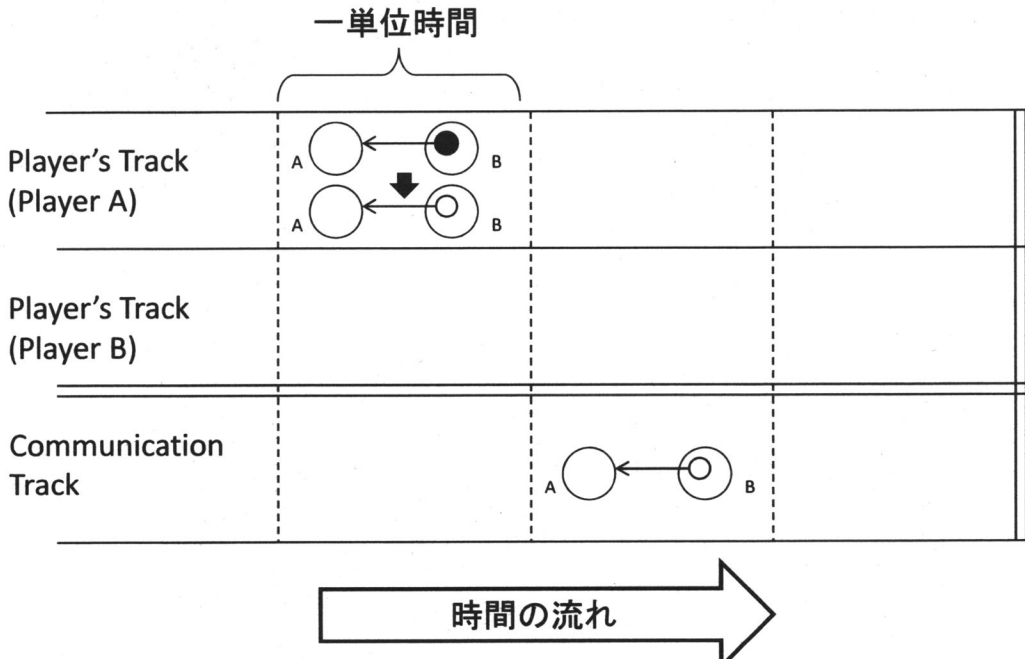 一単位時間
Player's Track
(Player A)
A
B
A
B
Player's Track
(Player B)
Communication
Track
A
B
時間の流れ